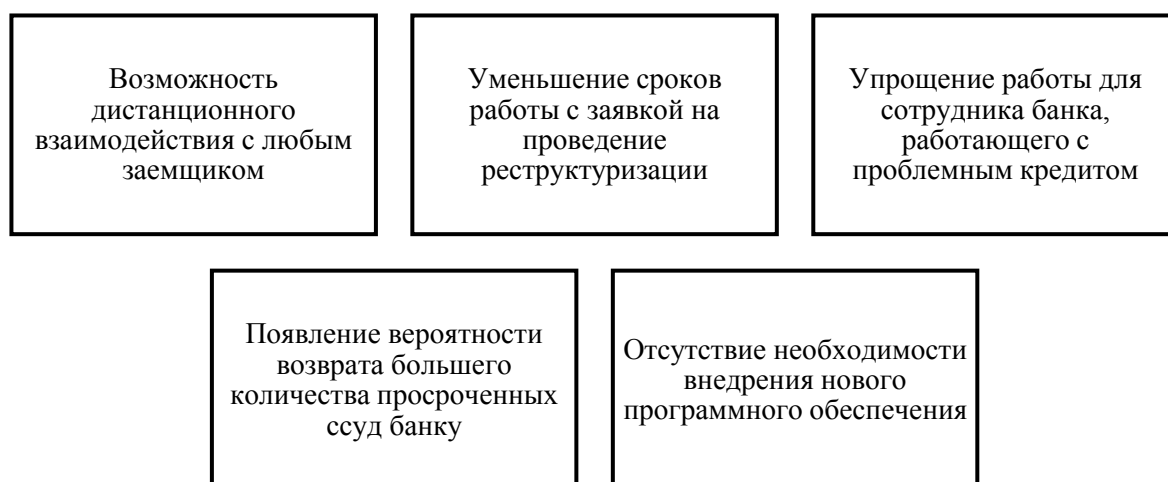 Возможность
дистанционного
взаимодействия с любым
заемщиком
Уменьшение сроков
работы с заявкой на
проведение
реструктуризации
Упрощение работы для
сотрудника банка,
работающего с
проблемным кредитом
Появление вероятности
возврата большего
количества просроченных
ссуд банку
Отсутствие необходимости
внедрения нового
программного обеспечения